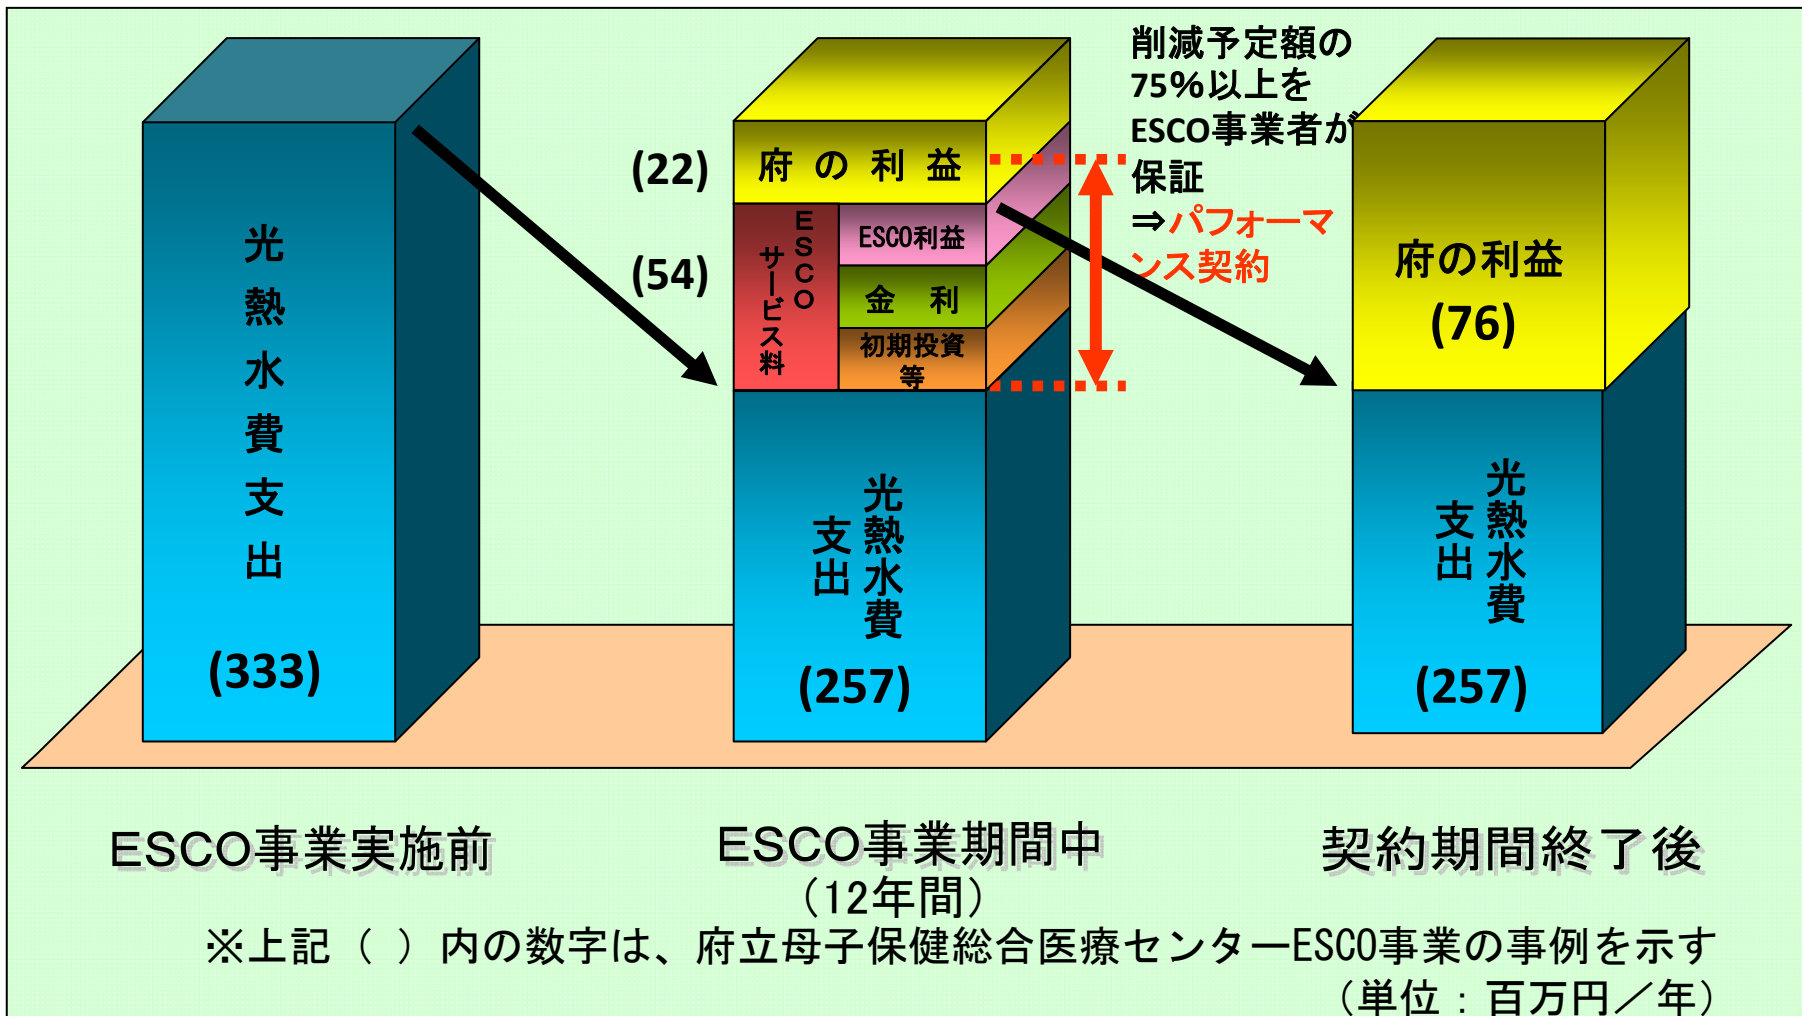 光熱水費支出
(333)
(22)
府の利益
(54)
ESCO
サービス料
ESCO利益
金利
初期投資
等
光熱水費
支出
(257)
削減予定額の
75%以上を
ESCO事業者が
保証
⇒パフォーマ
ンス契約
府の利益
(76)
光熱水費
支出
(257)
ESCO事業実施前
ESCO事業期間中
（12年間）
契約期間終了後
※上記（ ）内の数字は、府立母子保健総合医療センターESCO事業の事例を示す
（単位：百万円／年）